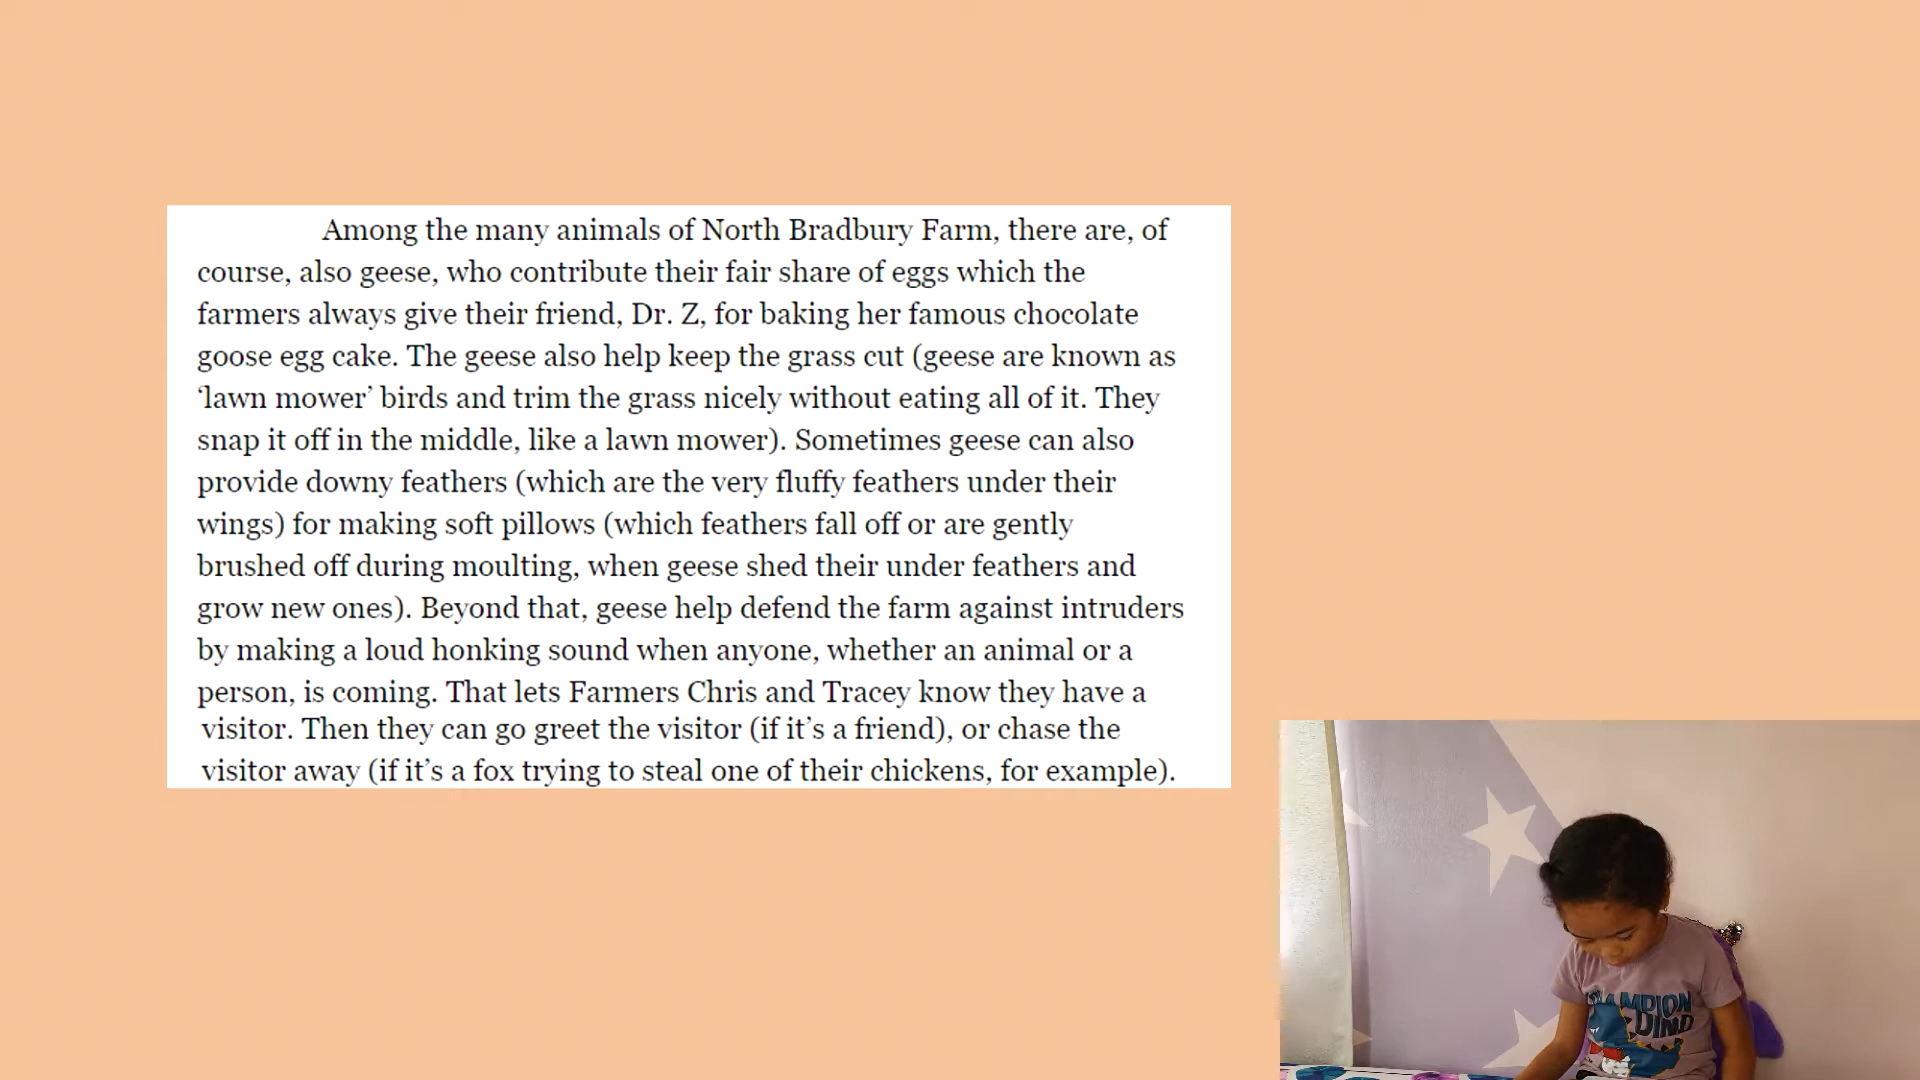 Among the many animals of North Bradbury Farm, there are, of
course, also geese, who contribute their fair share of eggs which the
farmers always give their friend, Dr. Z, for baking her famous chocolate
goose egg cake. The geese also help keep the grass cut (geese are known as
‘lawn mower’ birds and trim the grass nicely without eating all of it. They
snap it off in the middle, like a lawn mower). Sometimes geese can also
provide downy feathers (which are the very fluffy feathers under their
wings) for making soft pillows (which feathers fall off or are gently
brushed off during moulting, when geese shed their under feathers and
grow new ones). Beyond that, geese help defend the farm against intruders
by making a loud honking sound when anyone, whether an animal or a
person, is coming. That lets Farmers Chris and Tracey know they have a
visitor. Then they can go greet the visitor (if it’s a friend), or chase the
visitor away (if it’s a fox trying to steal one of their chickens, for example).
CHAMPION
DINO